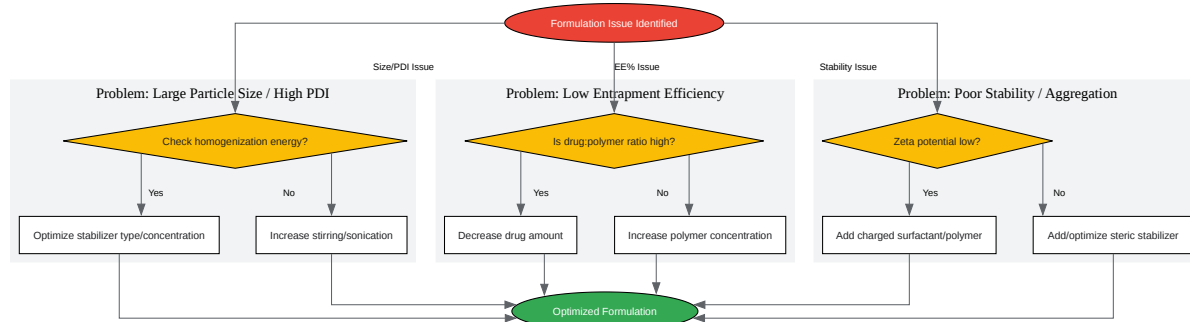 Formulation Issue Identified
Size/PDI Issue
EE% Issue
Stability Issue
Problem: Large Particle Size / High PDI
Problem: Low Entrapment Efficiency
Problem: Poor Stability / Aggregation
Check homogenization energy?
Is drug:polymer ratio high?
Zeta potential low?
Yes
No
Yes
No
Yes
No
Optimize stabilizer type/concentration
Increase stirring/sonication
Decrease drug amount
Increase polymer concentration
Add charged surfactant/polymer
Add/optimize steric stabilizer
Optimized Formulation